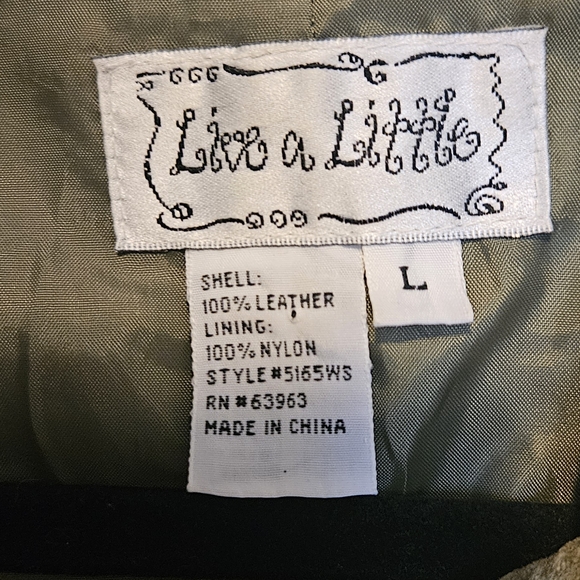 Live a Little
L
SHELL:
100% LEATHER
LINING:
100% NYLON
STYLE#5165WS
RN #63963
MADE IN CHINA